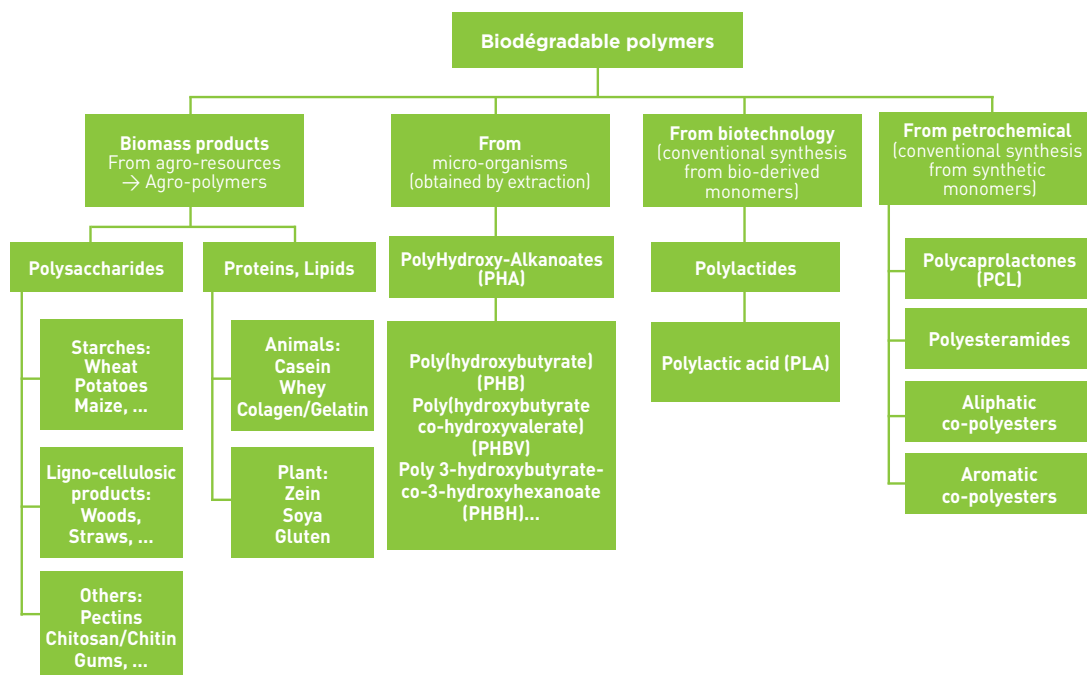 Biodégradable polymers
Biomass products
From agro-resources
→ Agro-polymers
From
micro-organisms
(obtained by extraction)
From biotechnology
(conventional synthesis
from bio-derived
monomers)
From petrochemical
(conventional synthesis
from synthetic
monomers)
Polysaccharides
Proteins, Lipids
PolyHydroxy-Alkanoates
(PHA)
Polylactides
Polycaprolactones
(PCL)
Starches:
Wheat
Potatoes
Maize, ...
Animals:
Casein
Whey
Colagen/Gelatin
Poly(hydroxybutyrate)
(PHB)
Poly(hydroxybutyrate
co-hydroxyvalerate)
(PHBV)
Poly 3-hydroxybutyrate-
co-3-hydroxyhexanoate
(PHBH)...
Polylactic acid (PLA)
Polyesteramides
Aliphatic
co-polyesters
Aromatic
co-polyesters
Ligno-cellulosic
products:
Woods,
Straws, ...
Plant:
Zein
Soya
Gluten
Others:
Pectins
Chitosan/Chitin
Gums, ...